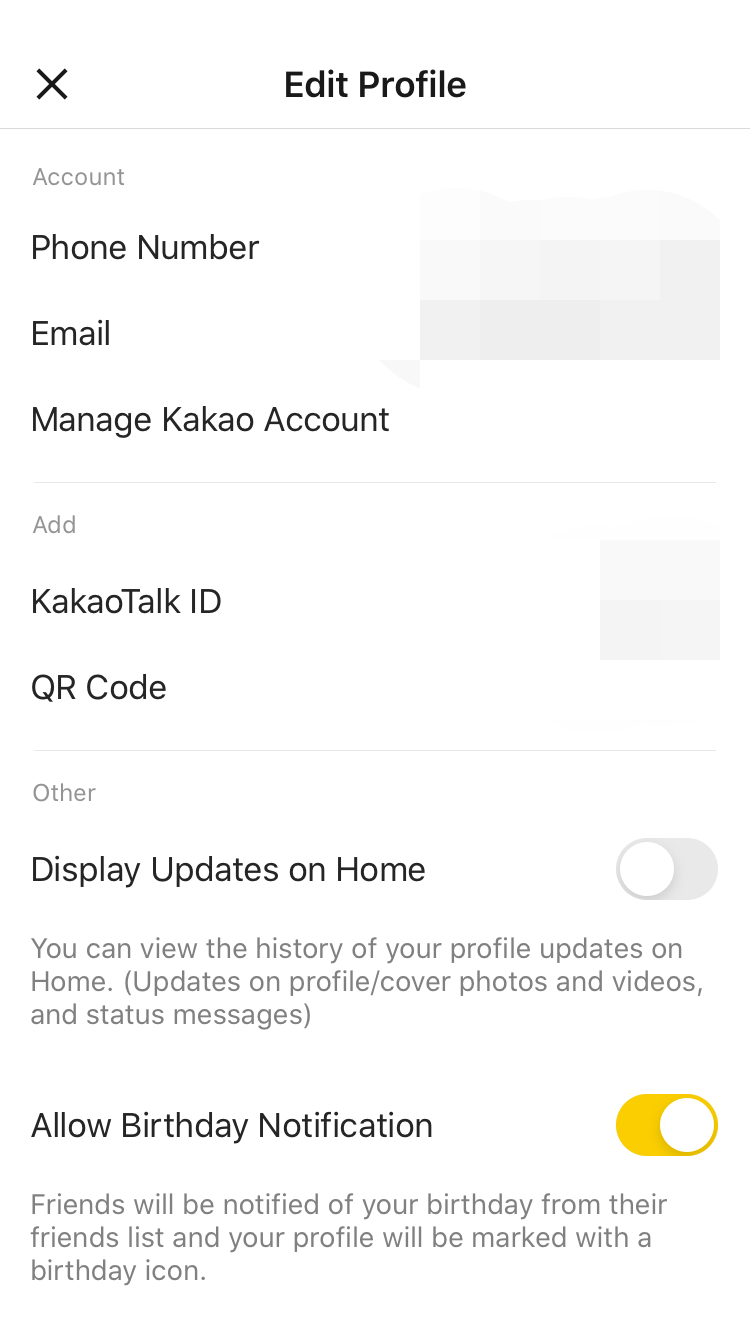 Edit Profile
Account
Phone Number
Email
Manage Kakao Account
Add
KakaoTalk ID
QR Code
Other
Display Updates on Home
You can view the history of your profile updates on
Home. (Updates on profile/cover photos and videos,
and status messages)
Allow Birthday Notification
Friends will be notified of your birthday from their
friends list and your profile will be marked with a
birthday icon.